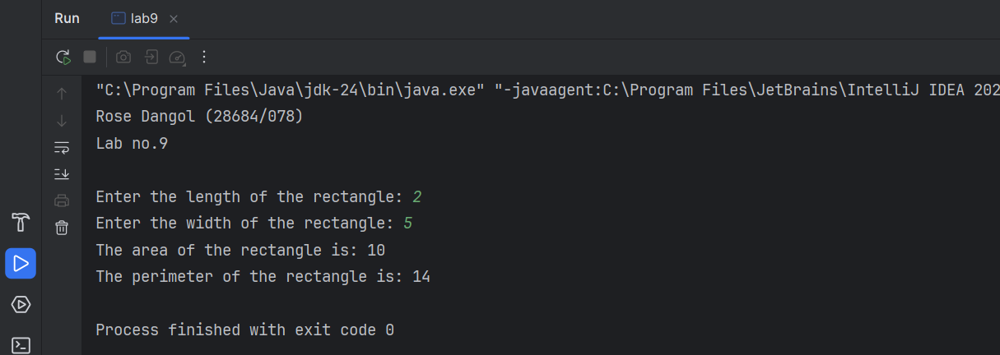 Run lab9
"C:\Program Files\Java\jdk-24\bin\java.exe" "-javaagent:C:\Program Files\JetBrains\IntelliJ IDEA 202
Rose Dangol (28684/078)
Lab no.9
Enter the length of the rectangle: 2
Enter the width of the rectangle: 5
The area of the rectangle is: 10
The perimeter of the rectangle is: 14
Process finished with exit code 0